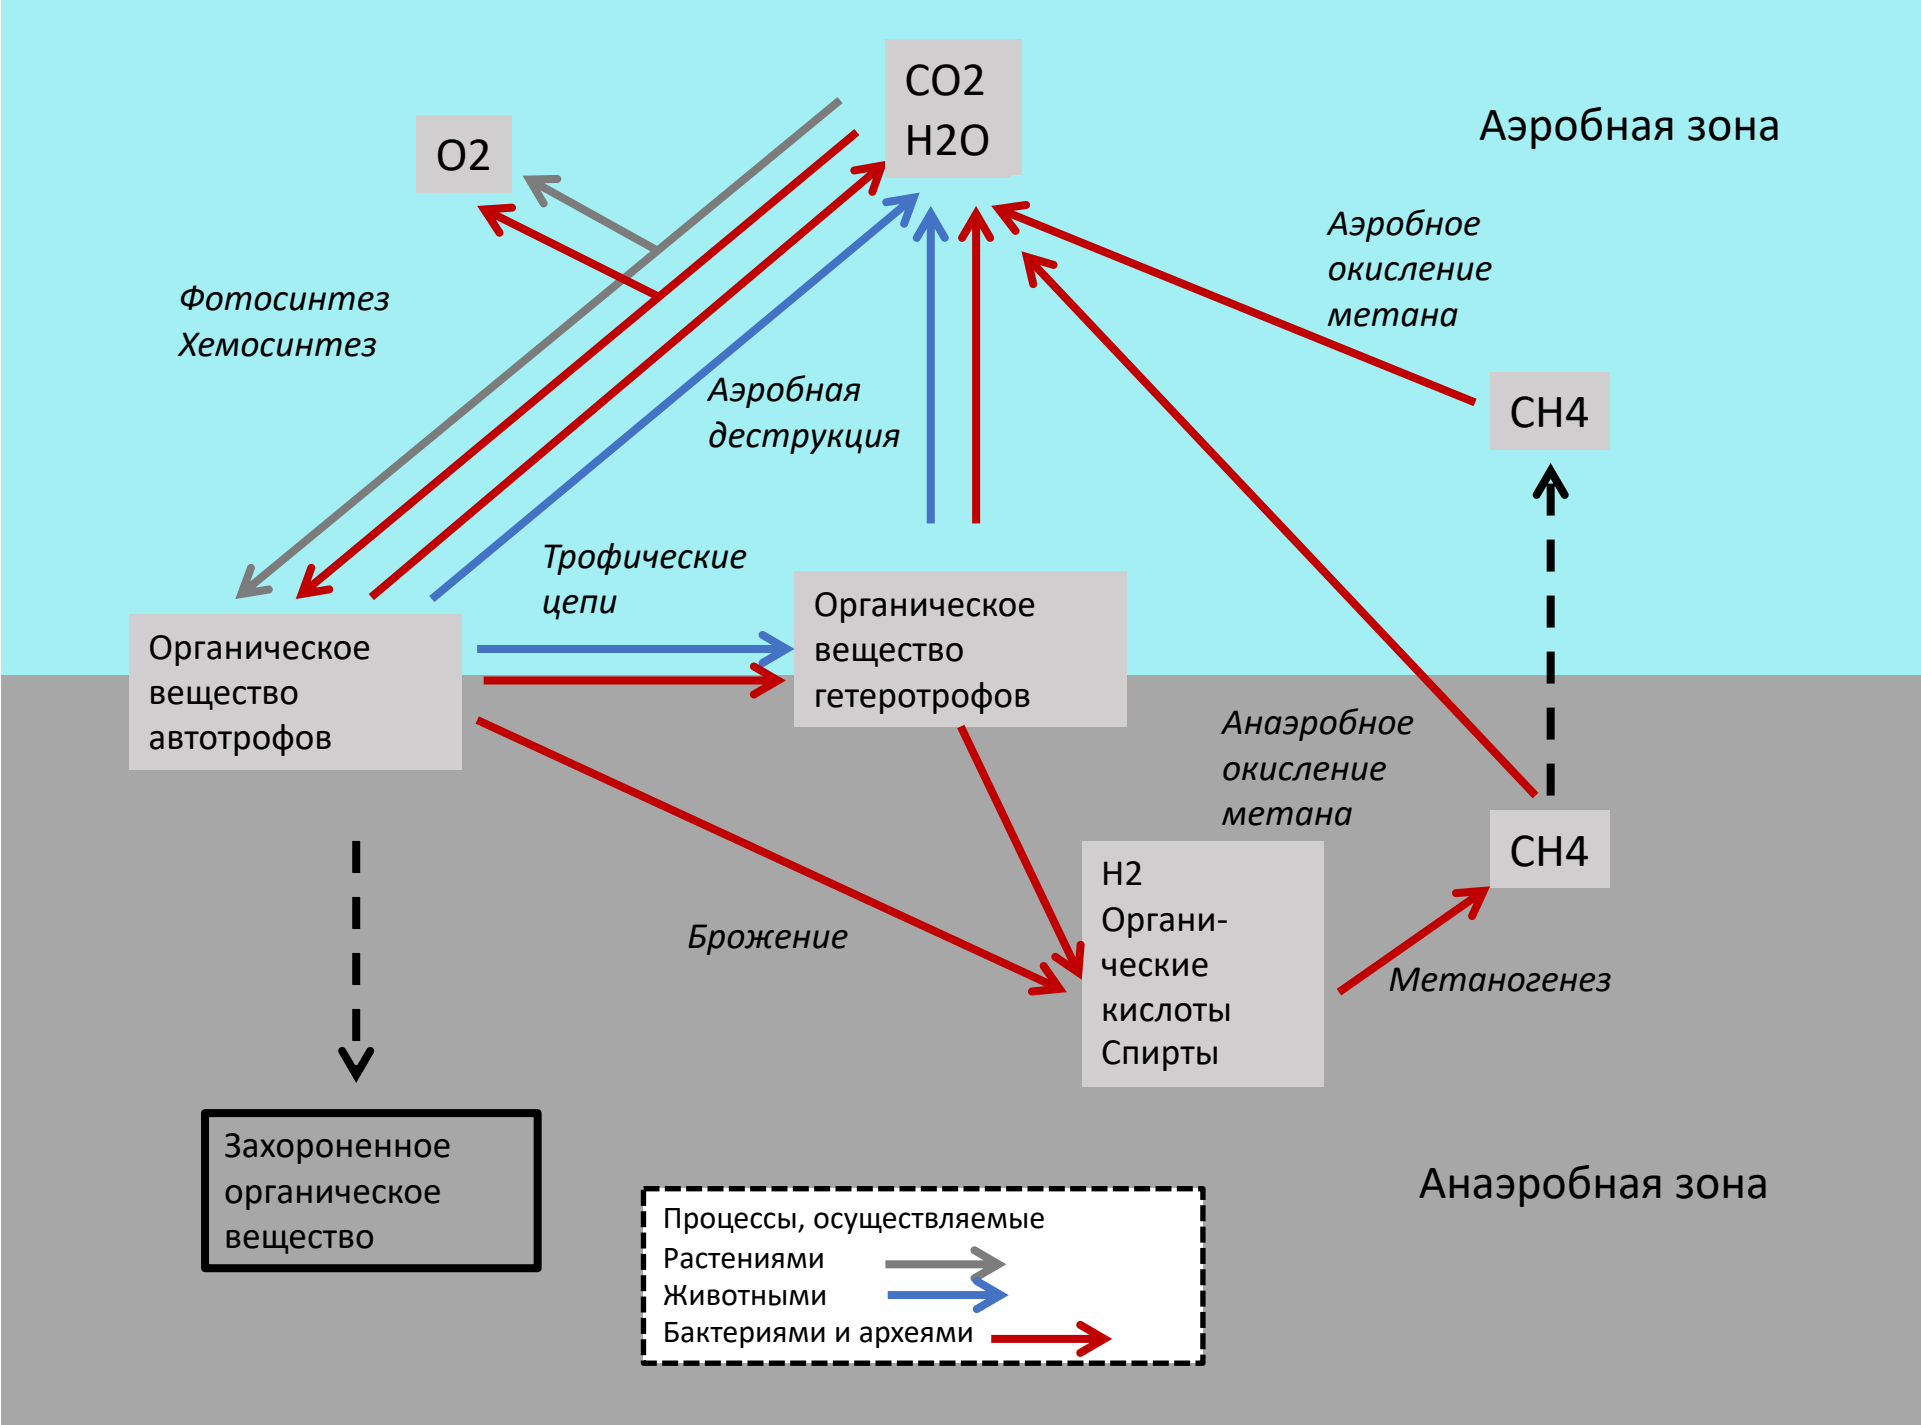 CO2
H2O
O2
Аэробная зона
Аэробное
окисление
метана
Фотосинтез
Хемосинтез
Аэробная
деструкция
CH4
Трофические
цепи
Органическое
вещество
автотрофов
Органическое
вещество
гетеротрофов
Анаэробное
окисление
метана
CH4
H2
Органи-
ческие
кислоты
Спирты
Брожение
Метаногенез
Захороненное
органическое
вещество
Анаэробная зона
Процессы, осуществляемые
Растениями
Животными
Бактериями и археями